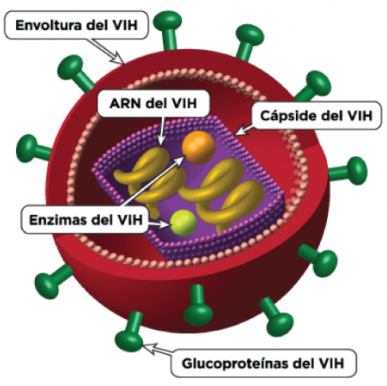 Envoltura del VIH
ARN del VIH
Cápside del VIH
Enzimas del VIH
Glucoproteínas del VIH